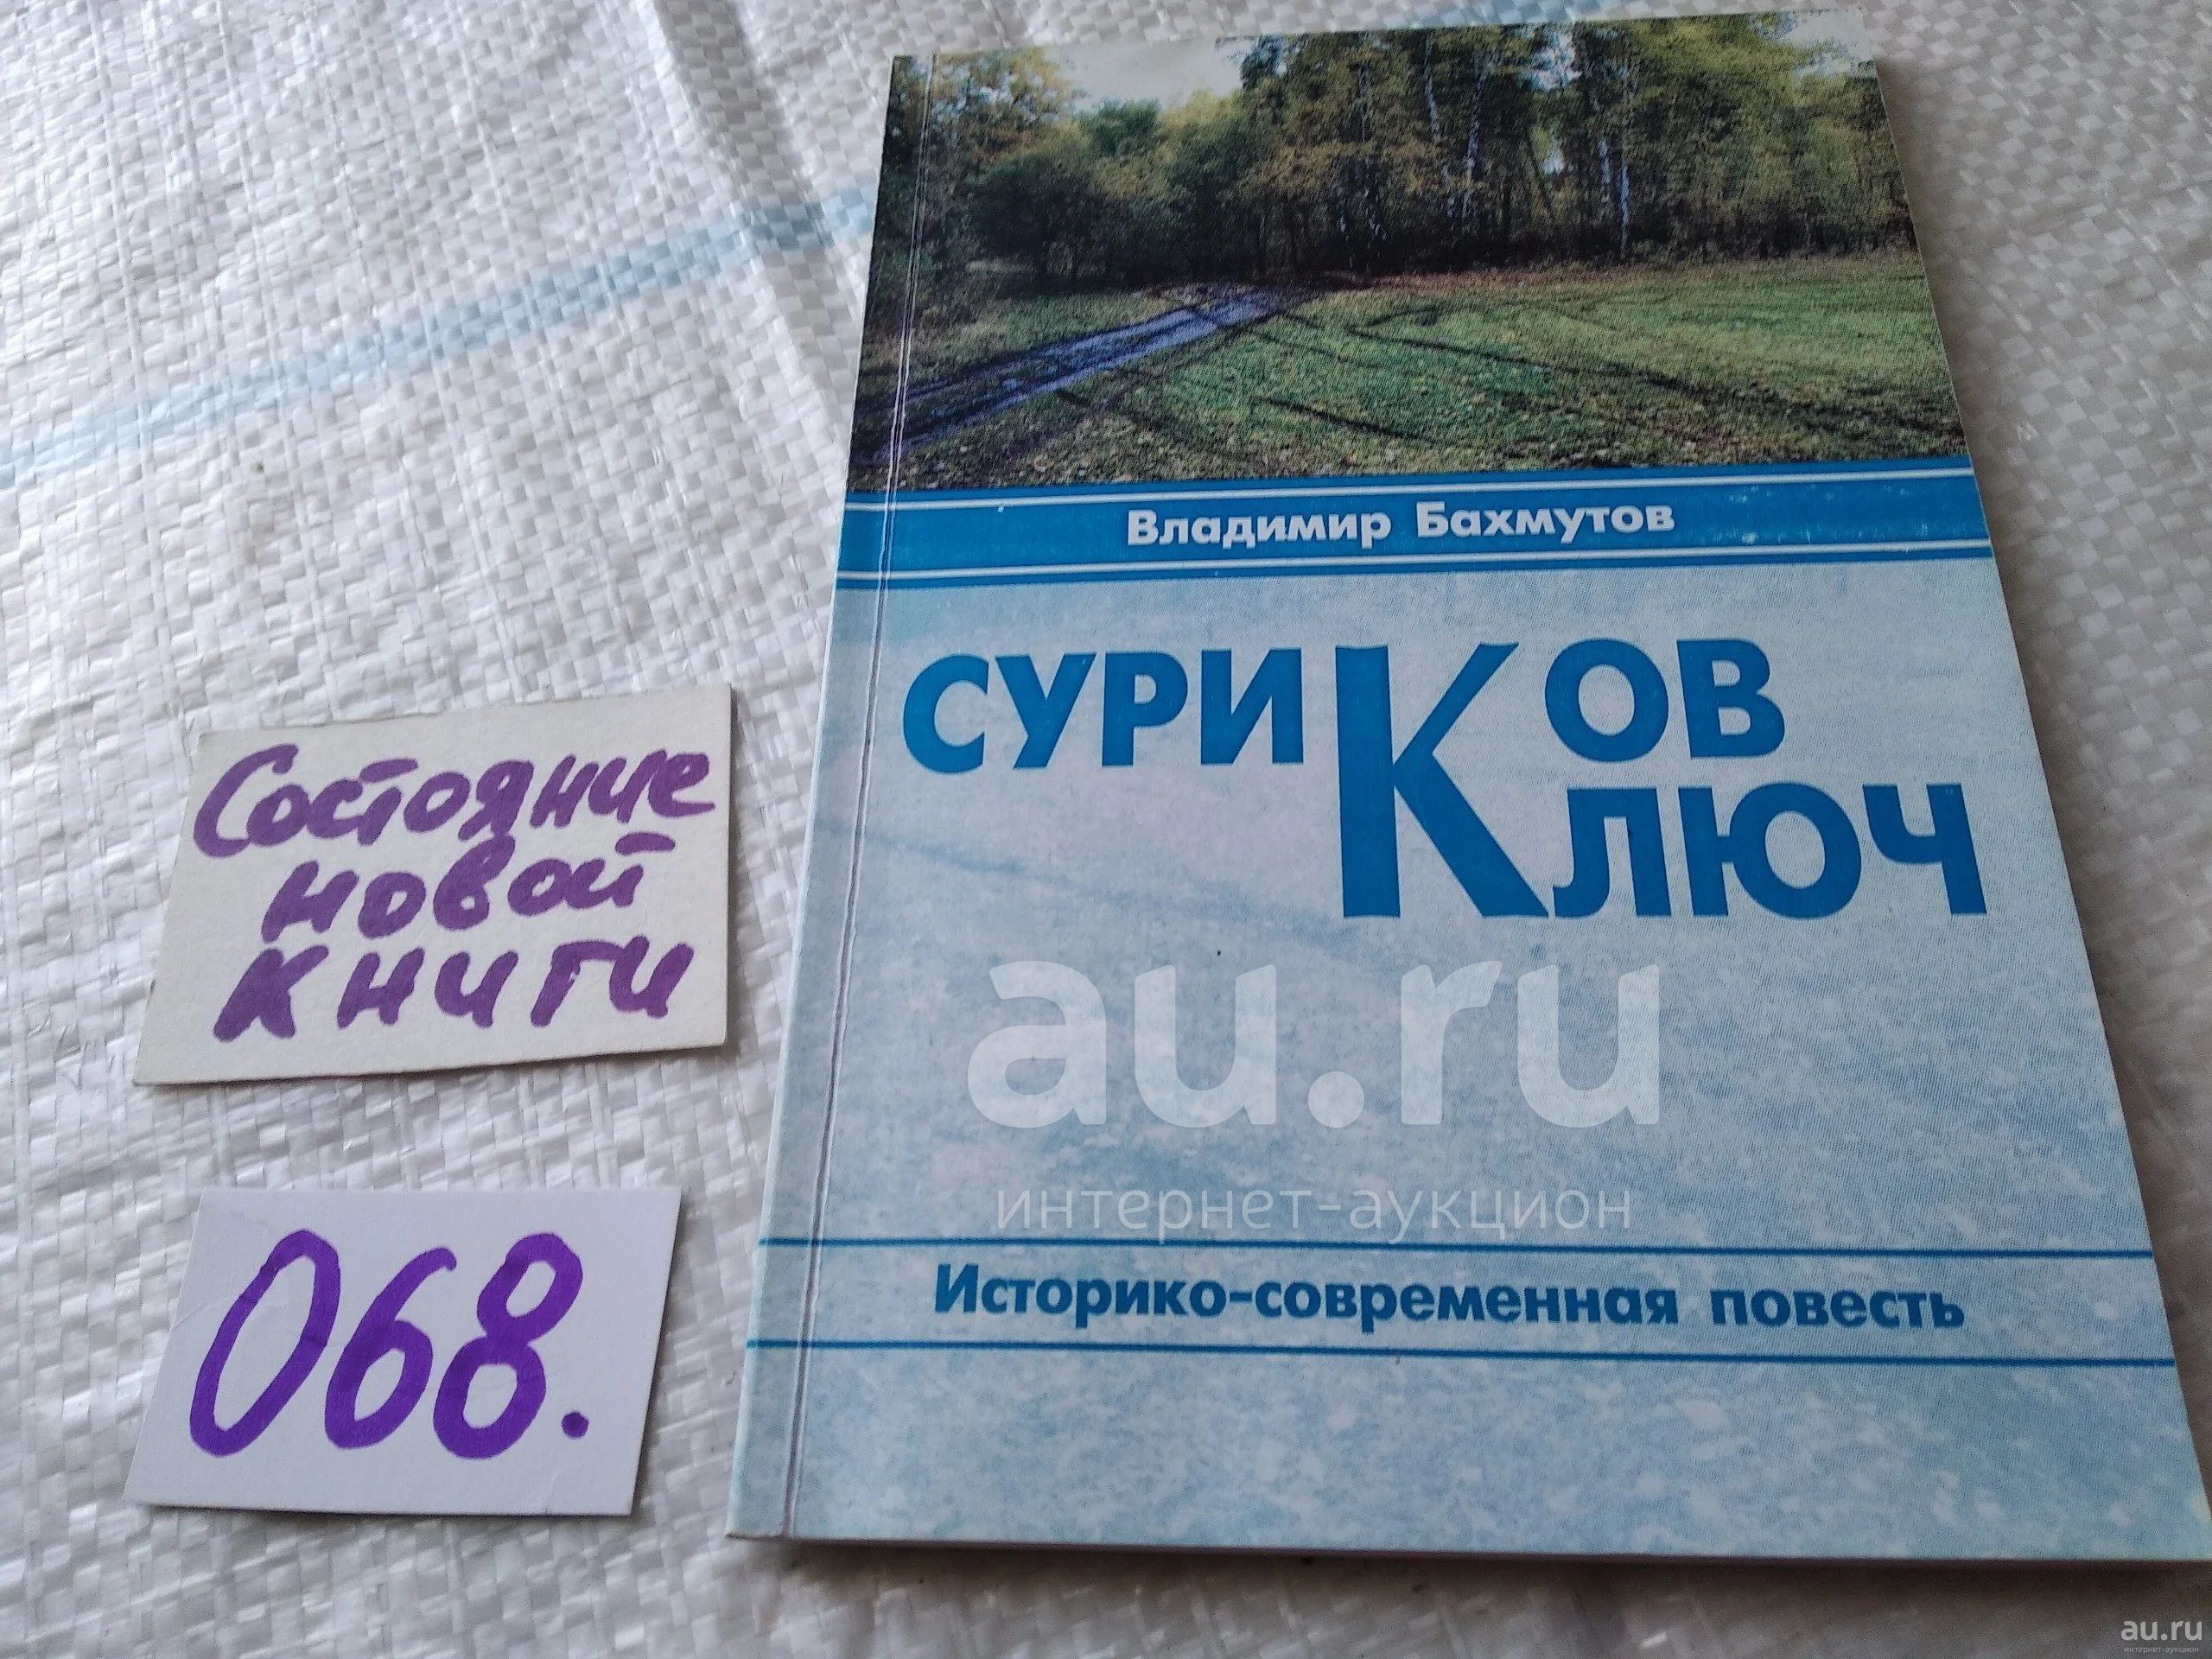 Владимир Бахмутов
СУРИКОВ
КЛЮЧ
au.ru
интернет-аукцион
Историко-современная повесть
Состояние
новой
книги
068.
au.ru
интернет-аукцион